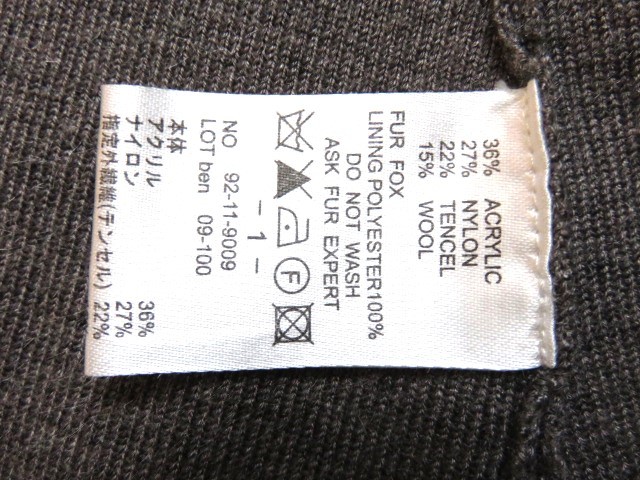 36% ACRYLIC
27% NYLON
22% TENCEL
15% WOOL
FUR FOX
LINING POLYESTER100%
DO NOT WASH
ASK FUR EXPERT
F
- 1 -
NO 92-11-9009
LOT ben 09-100
本体
アクリル 36%
ナイロン 27%
指定外繊維(テンセル) 22%